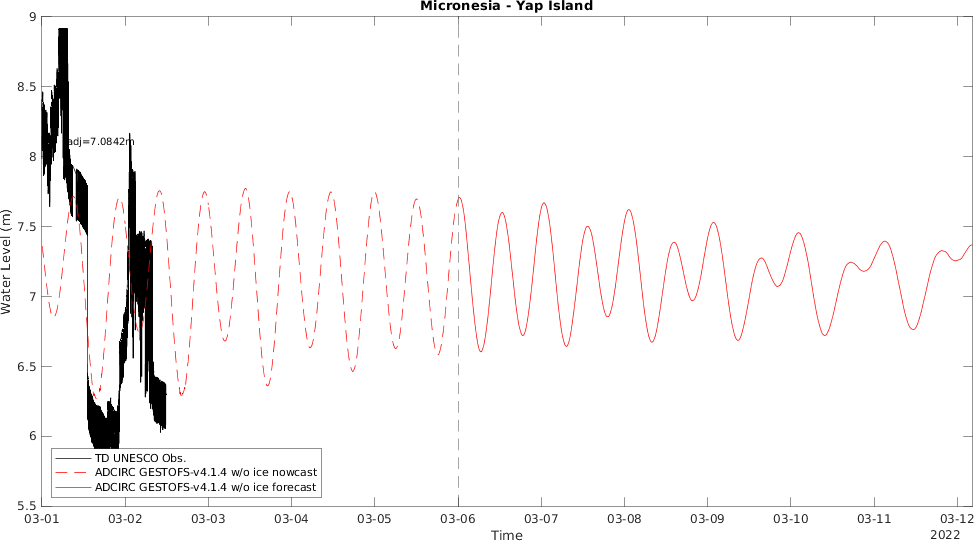 Micronesia - Yap Island
9
8.5
8
7.5
7
6.5
6
5.5
Water Level (m)
adj=7.0842m
TD UNESCO Obs.
ADCIRC GESTOFS-v4.1.4 w/o ice nowcast
ADCIRC GESTOFS-v4.1.4 w/o ice forecast
03-01 03-02 03-03 03-04 03-05 03-06 03-07 03-08 03-09 03-10 03-11 03-12
Time
2022